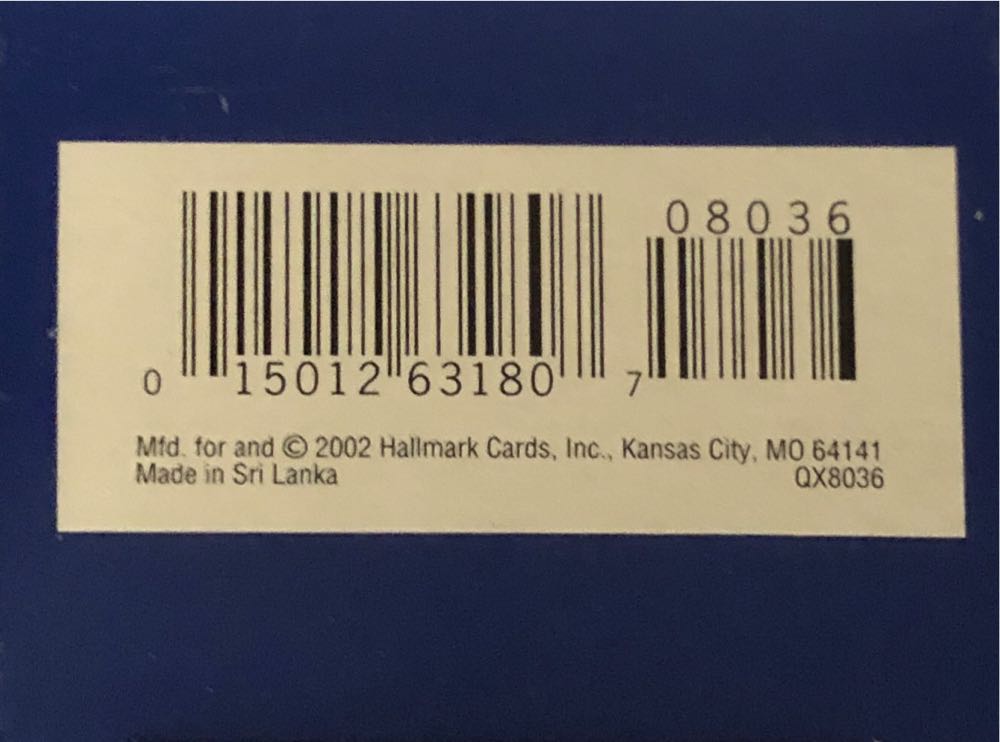 08036
0 15012 63180 7
Mfd. for and © 2002 Hallmark Cards, Inc., Kansas City, MO 64141
Made in Sri Lanka QX8036